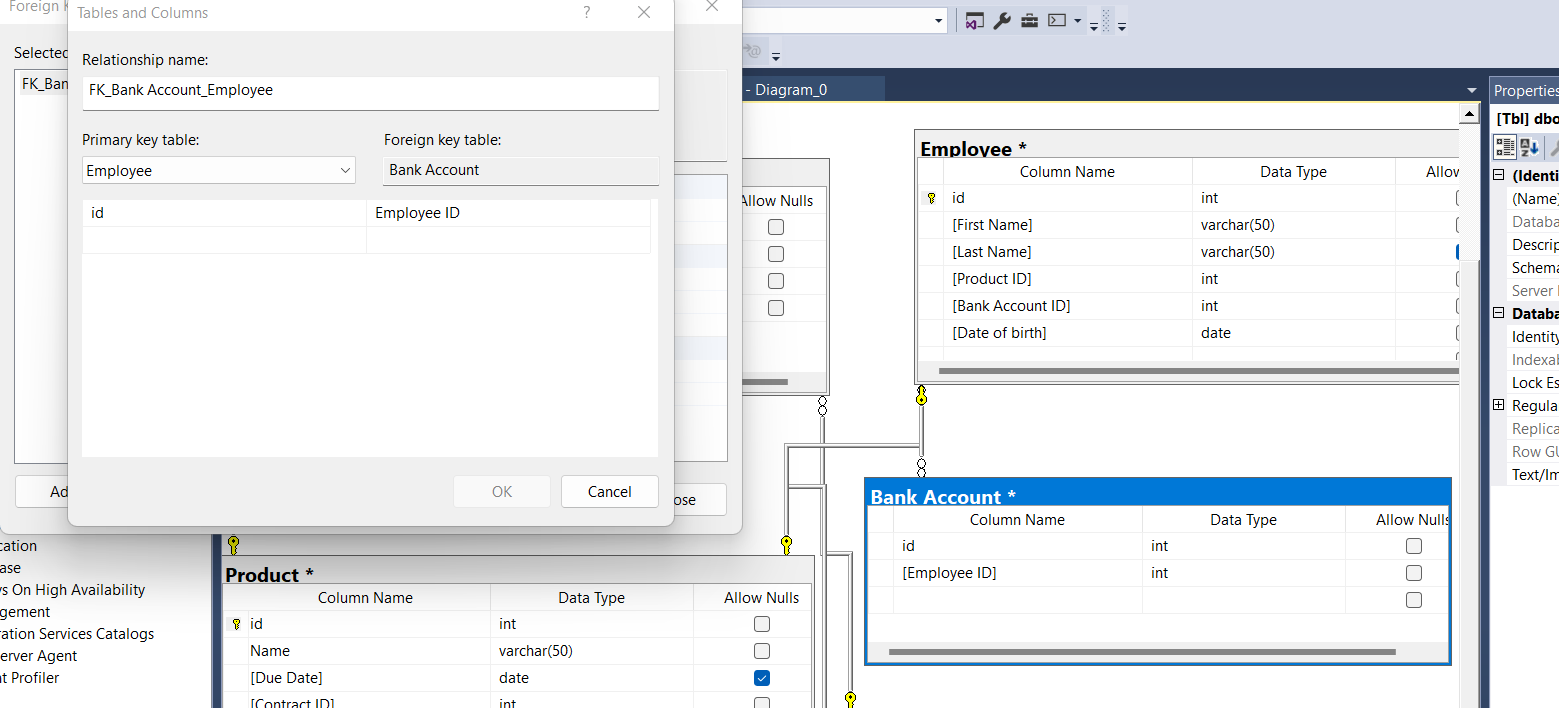 Foreign K
Tables and Columns
?
Selected
Relationship name:
FK_Ban
FK_Bank Account_Employee
Primary key table:
Foreign key table:
Employee
Bank Account
id
Employee ID
OK
Cancel
Ad
ose
- Diagram_0
Properties
[Tbl] dbo
(Identi
(Name)
Databa
Descrip
Schema
Server
Databa
Identity
Indexab
Lock Es
Regula
Replica
Row GU
Text/Im
Allow Nulls
Employee *
Column Name
Data Type
Allow
id
int
[First Name]
varchar(50)
[Last Name]
varchar(50)
[Product ID]
int
[Bank Account ID]
int
[Date of birth]
date
Bank Account *
Column Name
Data Type
Allow Nulls
id
int
[Employee ID]
int
cation
ase
ys On High Availability
gement
ration Services Catalogs
erver Agent
t Profiler
Product *
Column Name
Data Type
Allow Nulls
id
int
Name
varchar(50)
[Due Date]
date
[Contract ID]
int